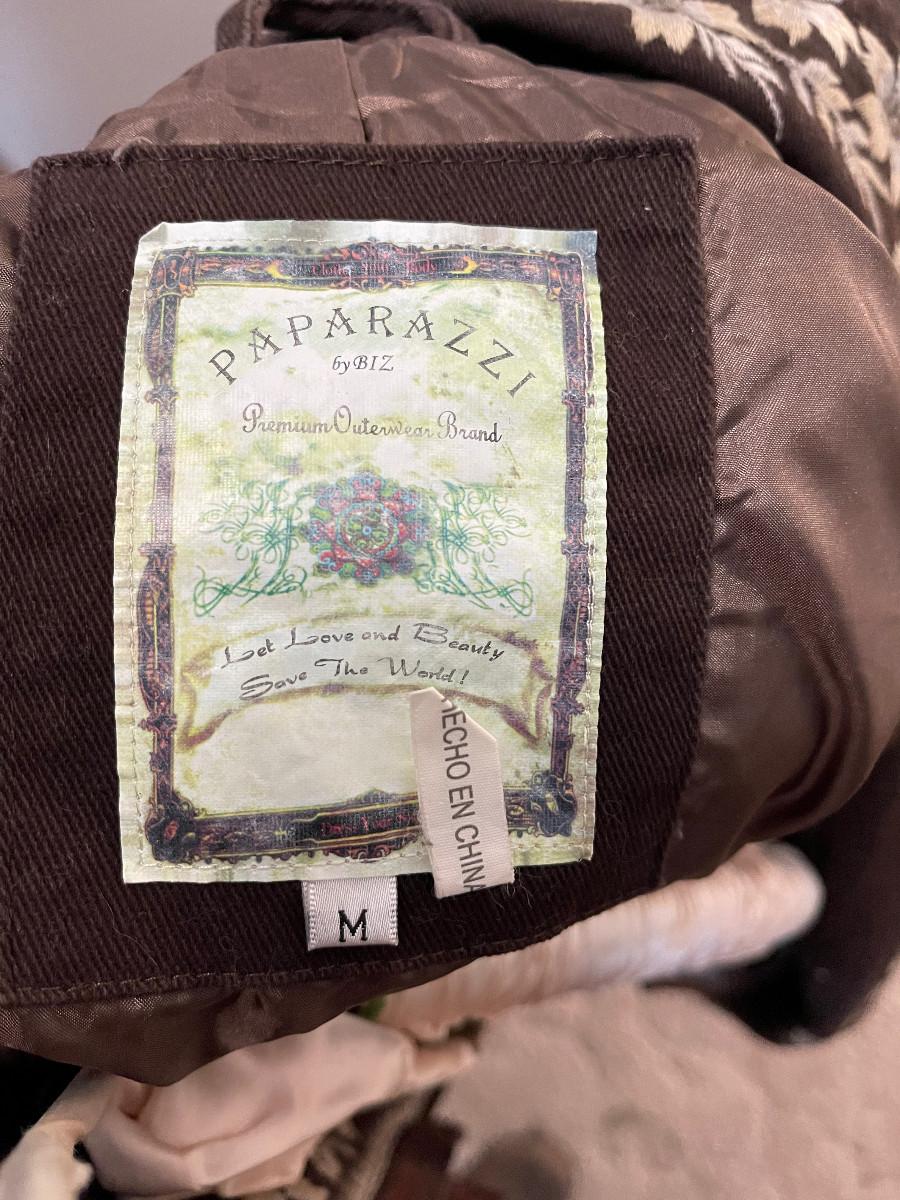 PAPARAZZI
by BIZ
Premium Outerwear Brand
Let Love and Beauty
Save The World!
HECHO EN CHINA
M